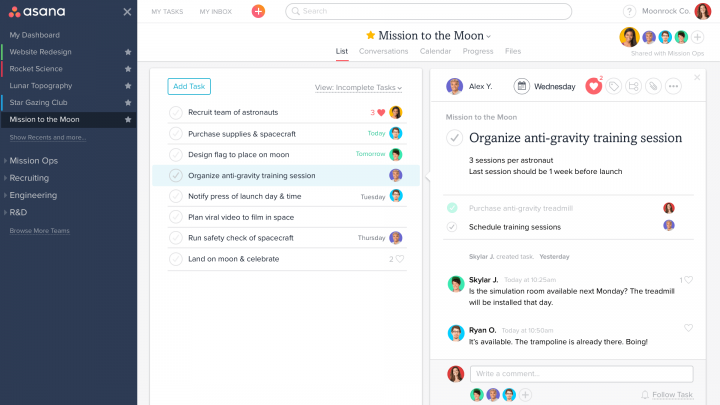 asana
My Dashboard
Website Redesign
Rocket Science
Lunar Topography
Star Gazing Club
Mission to the Moon
Show Recents and more...
Mission Ops
Recruiting
Engineering
R&D
Browse More Teams
MY TASKS
MY INBOX
Search
?
Moonrock Co.
Mission to the Moon
List
Conversations
Calendar
Progress
Files
Shared with Mission Ops
Add Task
View: Incomplete Tasks
Recruit team of astronauts
3
Purchase supplies & spacecraft
Today
Design flag to place on moon
Tomorrow
Organize anti-gravity training session
Notify press of launch day & time
Tuesday
Plan viral video to film in space
Run safety check of spacecraft
Thursday
Land on moon & celebrate
2
Alex Y.
Wednesday
2
Mission to the Moon
Organize anti-gravity training session
3 sessions per astronaut
Last session should be 1 week before launch
Purchase anti-gravity treadmill
Schedule training sessions
Skylar J. created task. Yesterday
Skylar J. Today at 10:25am
1
Is the simulation room available next Monday? The treadmill
will be installed that day.
Ryan O. Today at 10:50am
It's available. The trampoline is already there. Boing!
Write a comment...
Follow Task